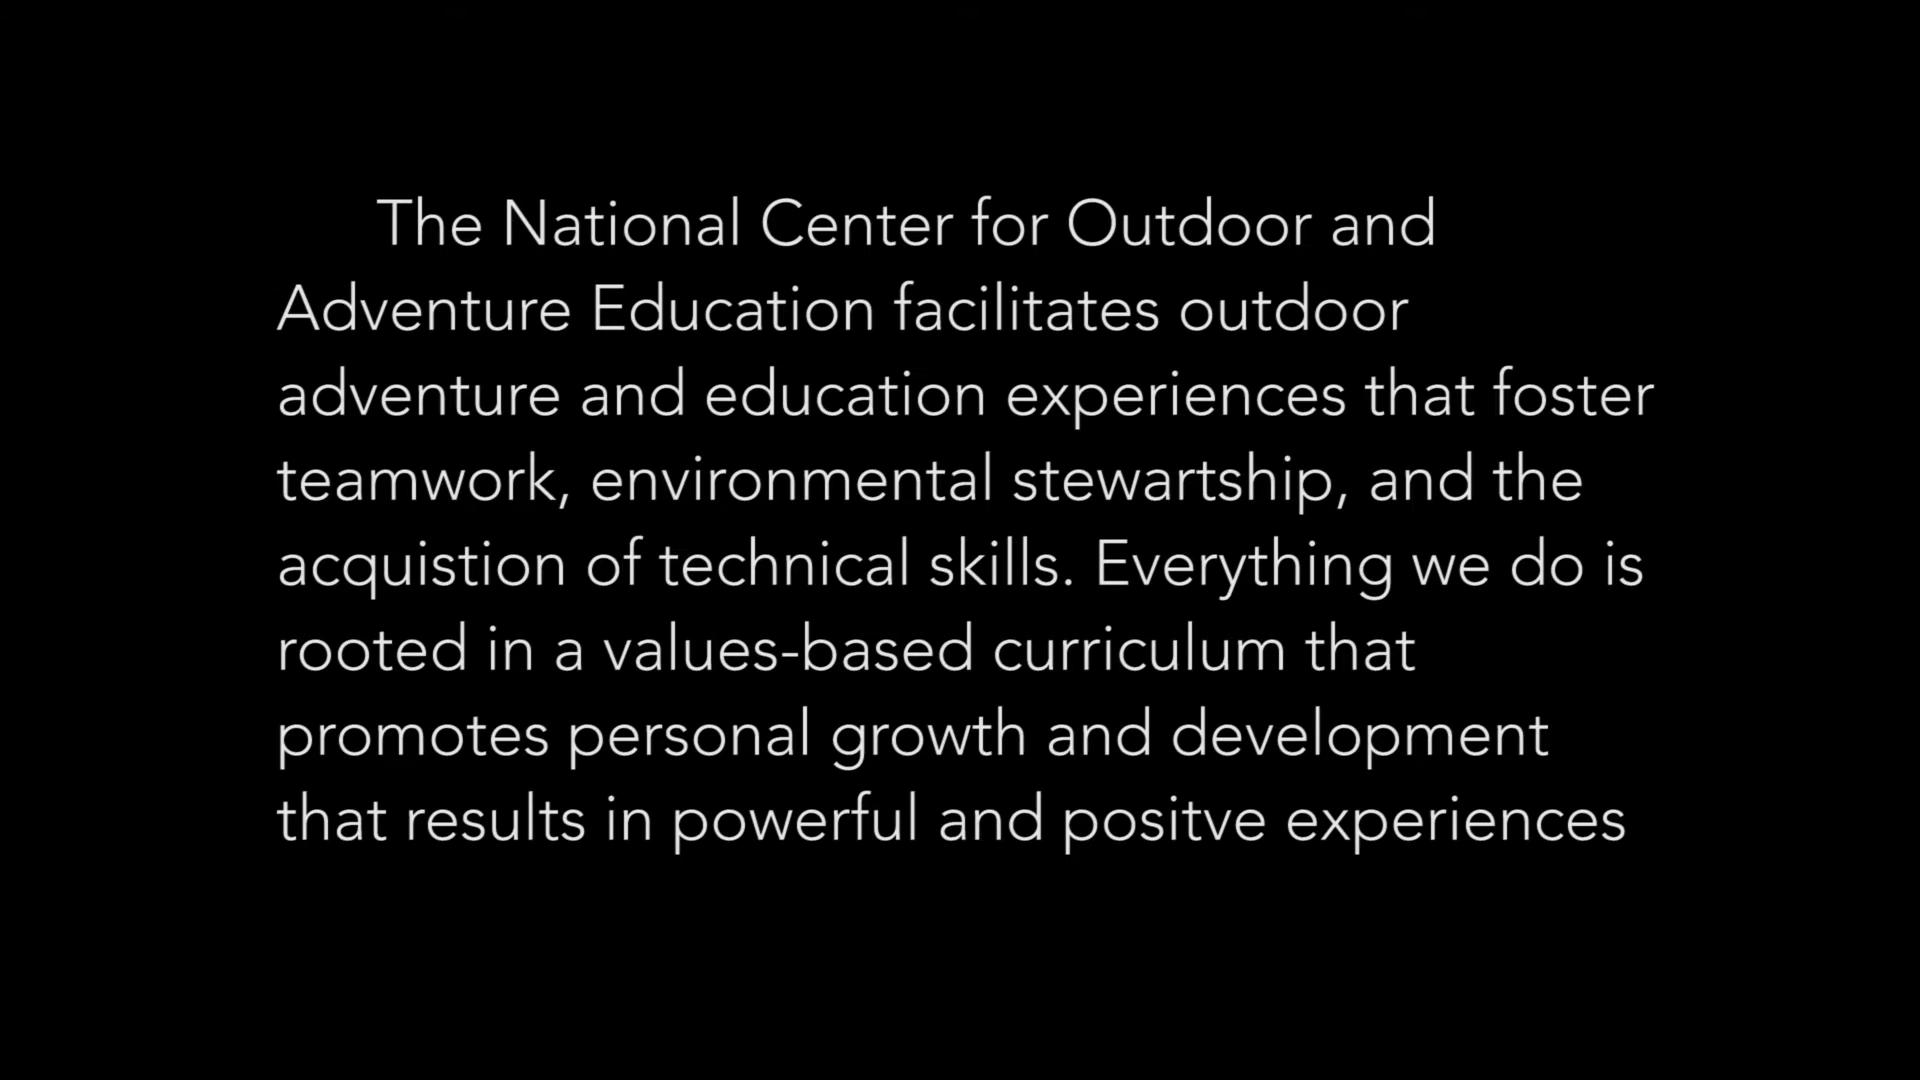 The National Center for Outdoor and
Adventure Education facilitates outdoor
adventure and education experiences that foster
teamwork, environmental stewartship, and the
acquistion of technical skills. Everything we do is
rooted in a values-based curriculum that
promotes personal growth and development
that results in powerful and positve experiences